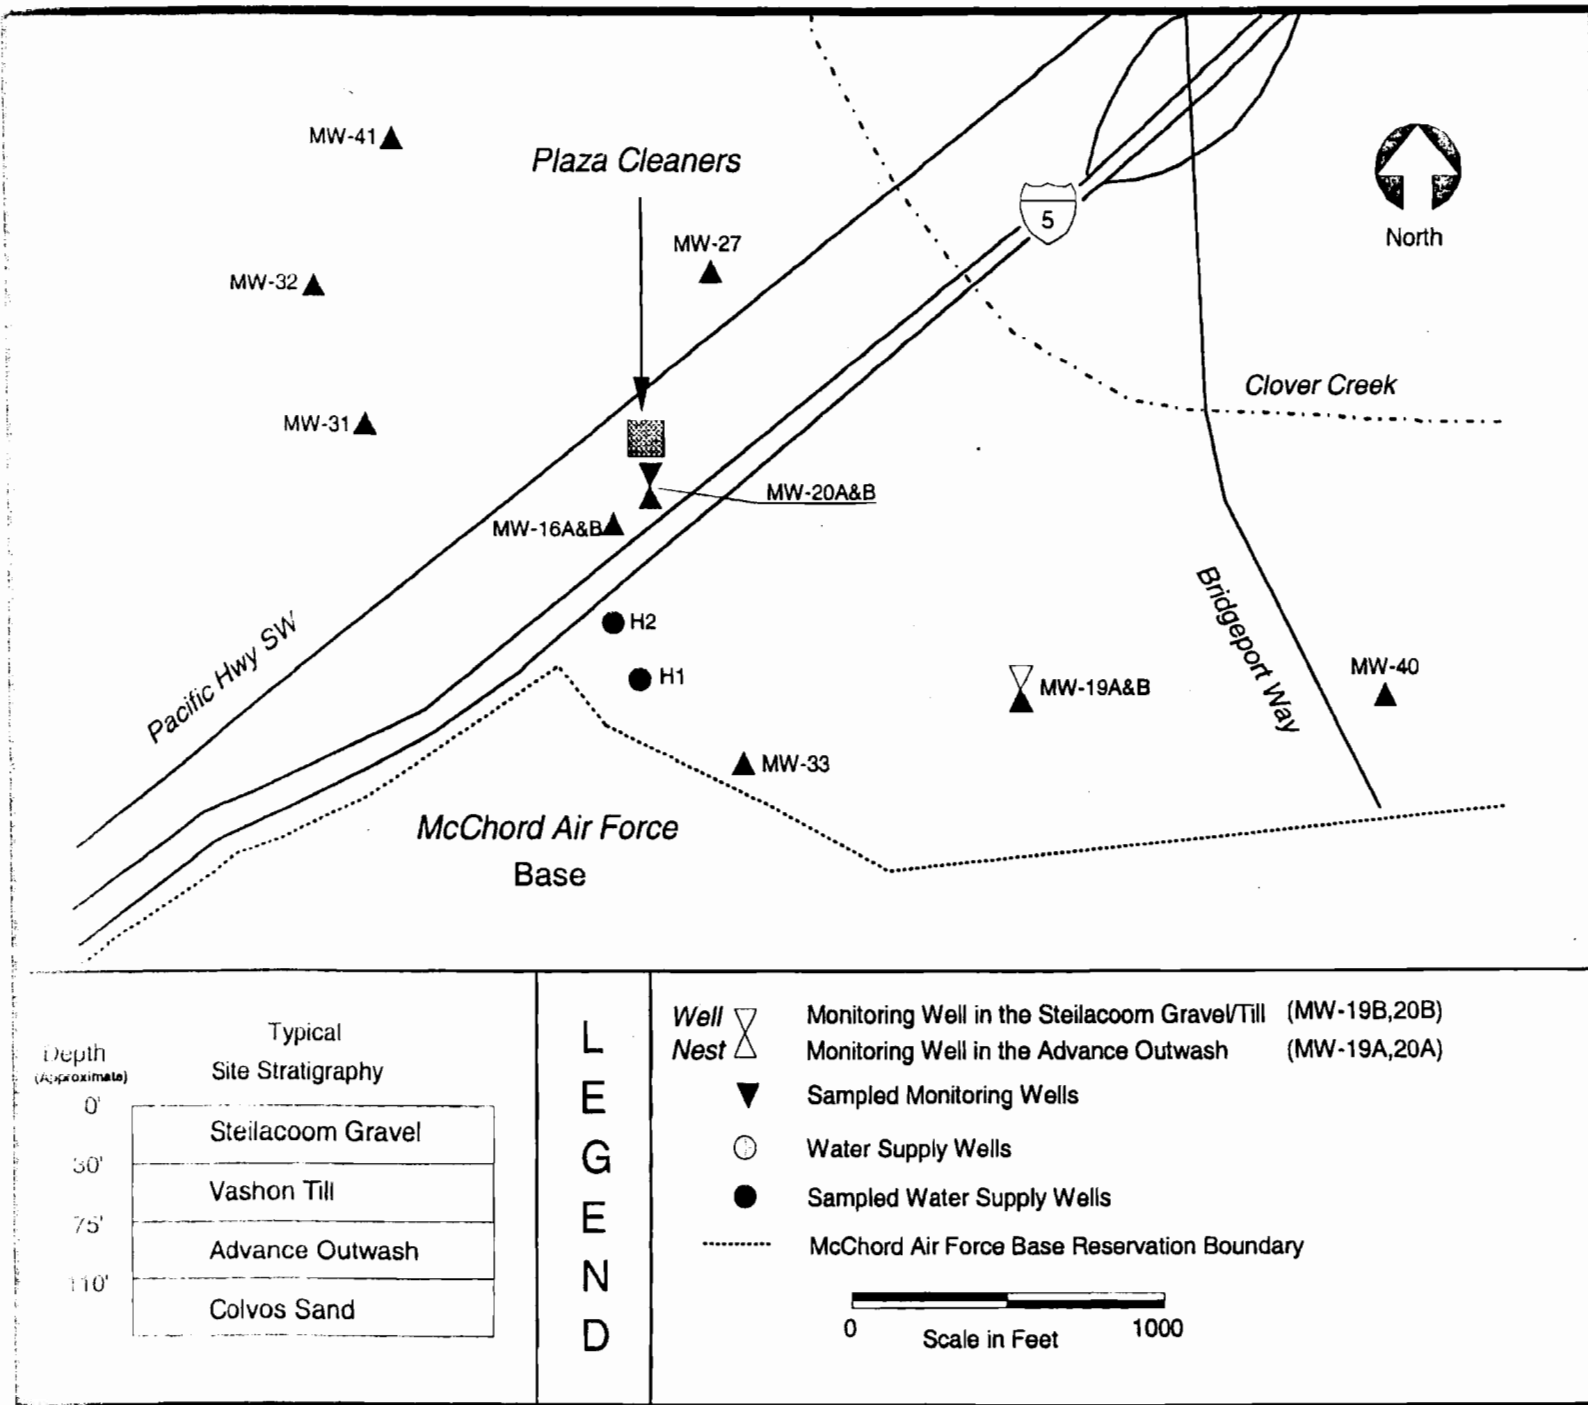 MW-41
Plaza Cleaners
5
North
MW-27
MW-32
Clover Creek
MW-31
MW-20A&B
MW-16A&B
Bridgeport Way
H2
Pacific Hwy SW
H1
MW-19A&B
MW-40
MW-33
McChord Air Force
Base
Depth
(Approximate)
Typical
Site Stratigraphy
0'
Steilacoom Gravel
30'
Vashon Till
75'
Advance Outwash
110'
Colvos Sand
L
E
G
E
N
D
Well
Nest
Monitoring Well in the Steilacoom Gravel/Till (MW-19B,20B)
Monitoring Well in the Advance Outwash (MW-19A,20A)
Sampled Monitoring Wells
Water Supply Wells
Sampled Water Supply Wells
McChord Air Force Base Reservation Boundary
0 1000
Scale in Feet